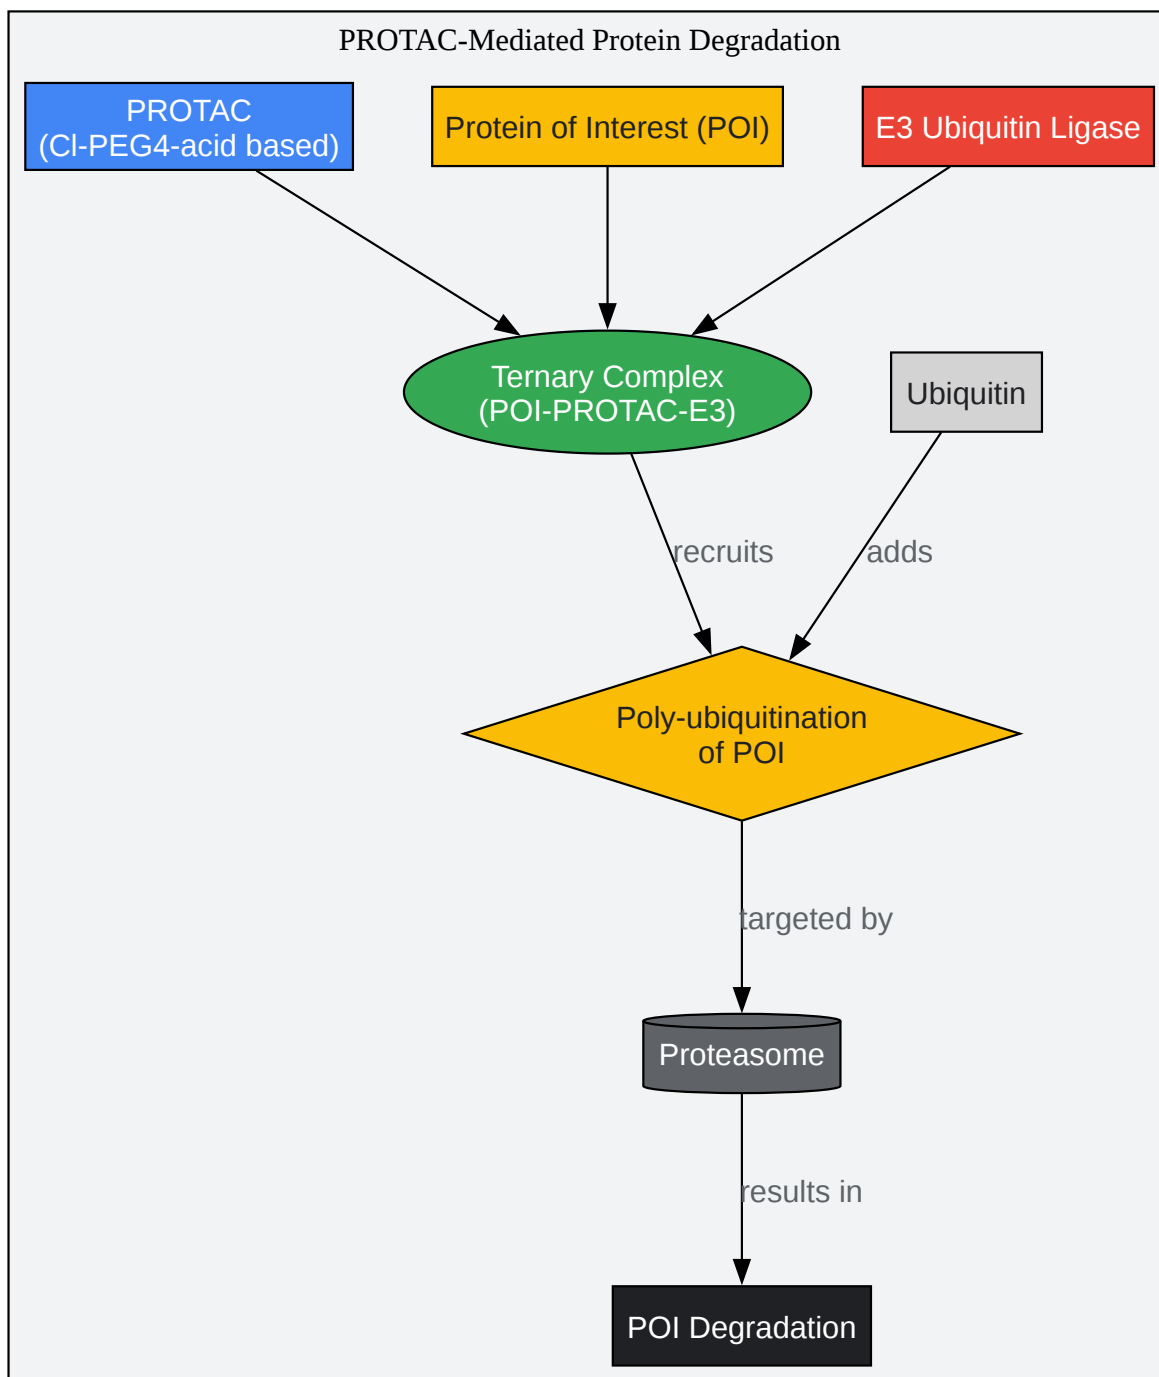 PROTAC-Mediated Protein Degradation
PROTAC
(Cl-PEG4-acid based)
Protein of Interest (POI)
E3 Ubiquitin Ligase
Ternary Complex
(POI-PROTAC-E3)
Ubiquitin
recruits
adds
Poly-ubiquitination
of POI
targeted by
Proteasome
results in
POI Degradation